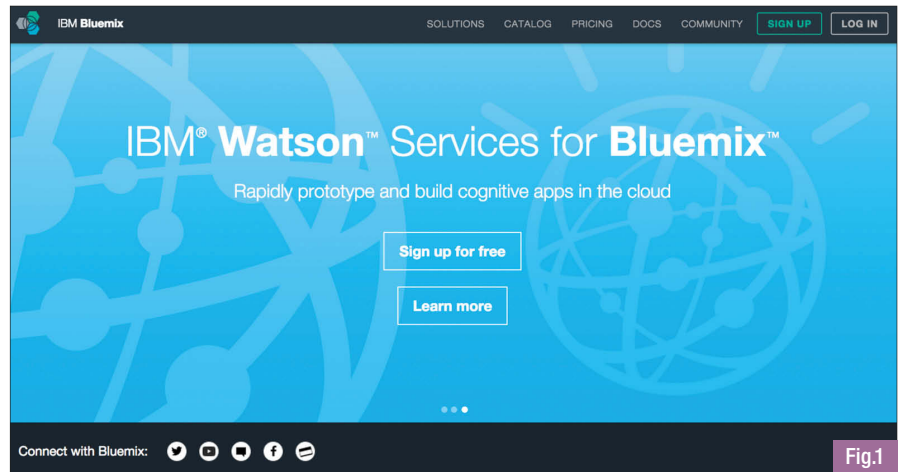 IBM Bluemix SOLUTIONS CATALOG PRICING DOCS COMMUNITY SIGN UP LOG IN
IBM® Watson™ Services for Bluemix™
Rapidly prototype and build cognitive apps in the cloud
Sign up for free
Learn more
Connect with Bluemix:
Fig.1